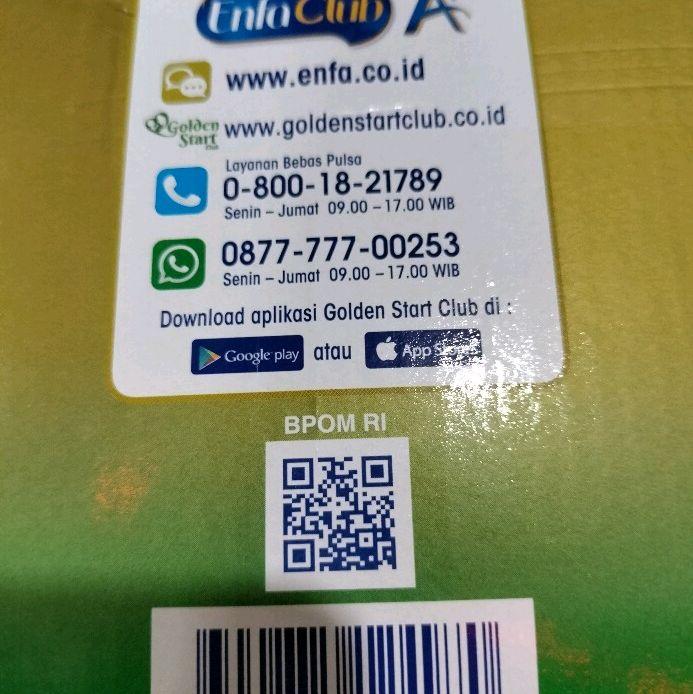 Enfa Club A+
www.enfa.co.id
Golden Start www.goldenstartclub.co.id
Layanan Bebas Pulsa
0-800-18-21789
Senin – Jumat 09.00 – 17.00 WIB
0877-777-00253
Senin – Jumat 09.00 – 17.00 WIB
Download aplikasi Golden Start Club di :
Google play atau App Store
BPOM RI